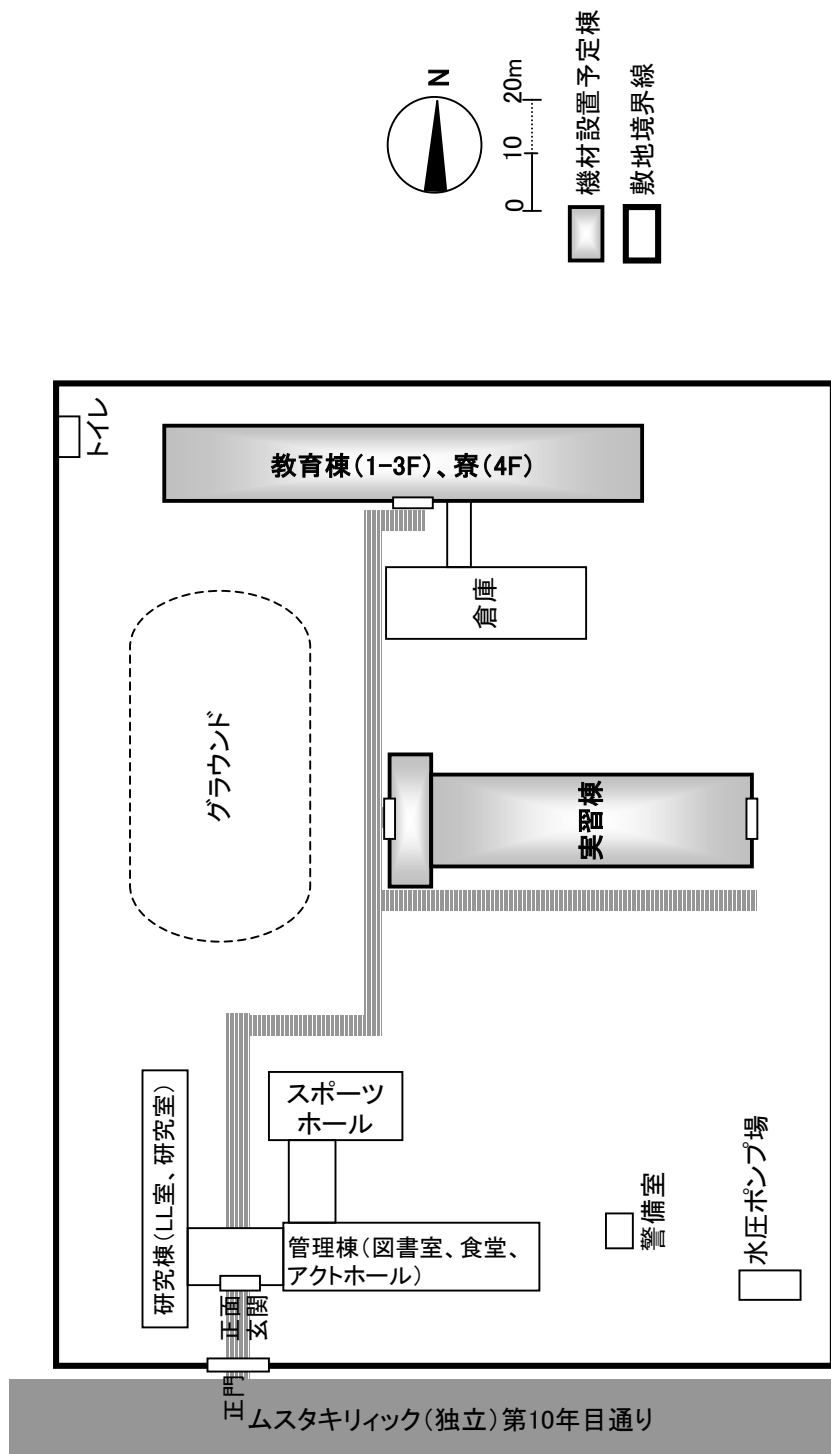 N
0 10 20m
機材設置予定棟
敷地境界線
トイレ
教育棟(1-3F)、寮(4F)
倉庫
グラウンド
実習棟
スポーツ
ホール
研究棟(LL室、研究室)
管理棟(図書室、食堂、
アクトホール)
正面
玄関
正門
警備室
水圧ポンプ場
ムスタキリィック(独立)第10年目通り